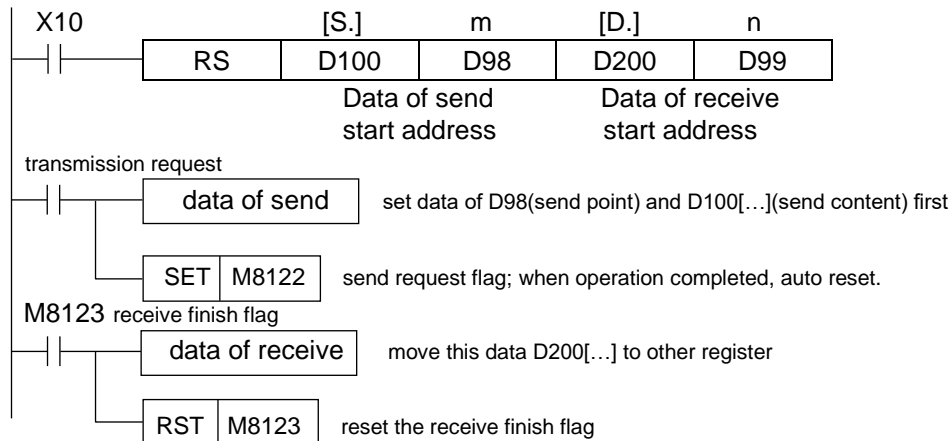 X10 [S.] m [D.] n
RS D100 D98 D200 D99
Data of send Data of receive
start address start address
transmission request
data of send set data of D98(send point) and D100[…](send content) first
SET M8122 send request flag; when operation completed, auto reset.
M8123 receive finish flag
data of receive move this data D200[…] to other register
RST M8123 reset the receive finish flag